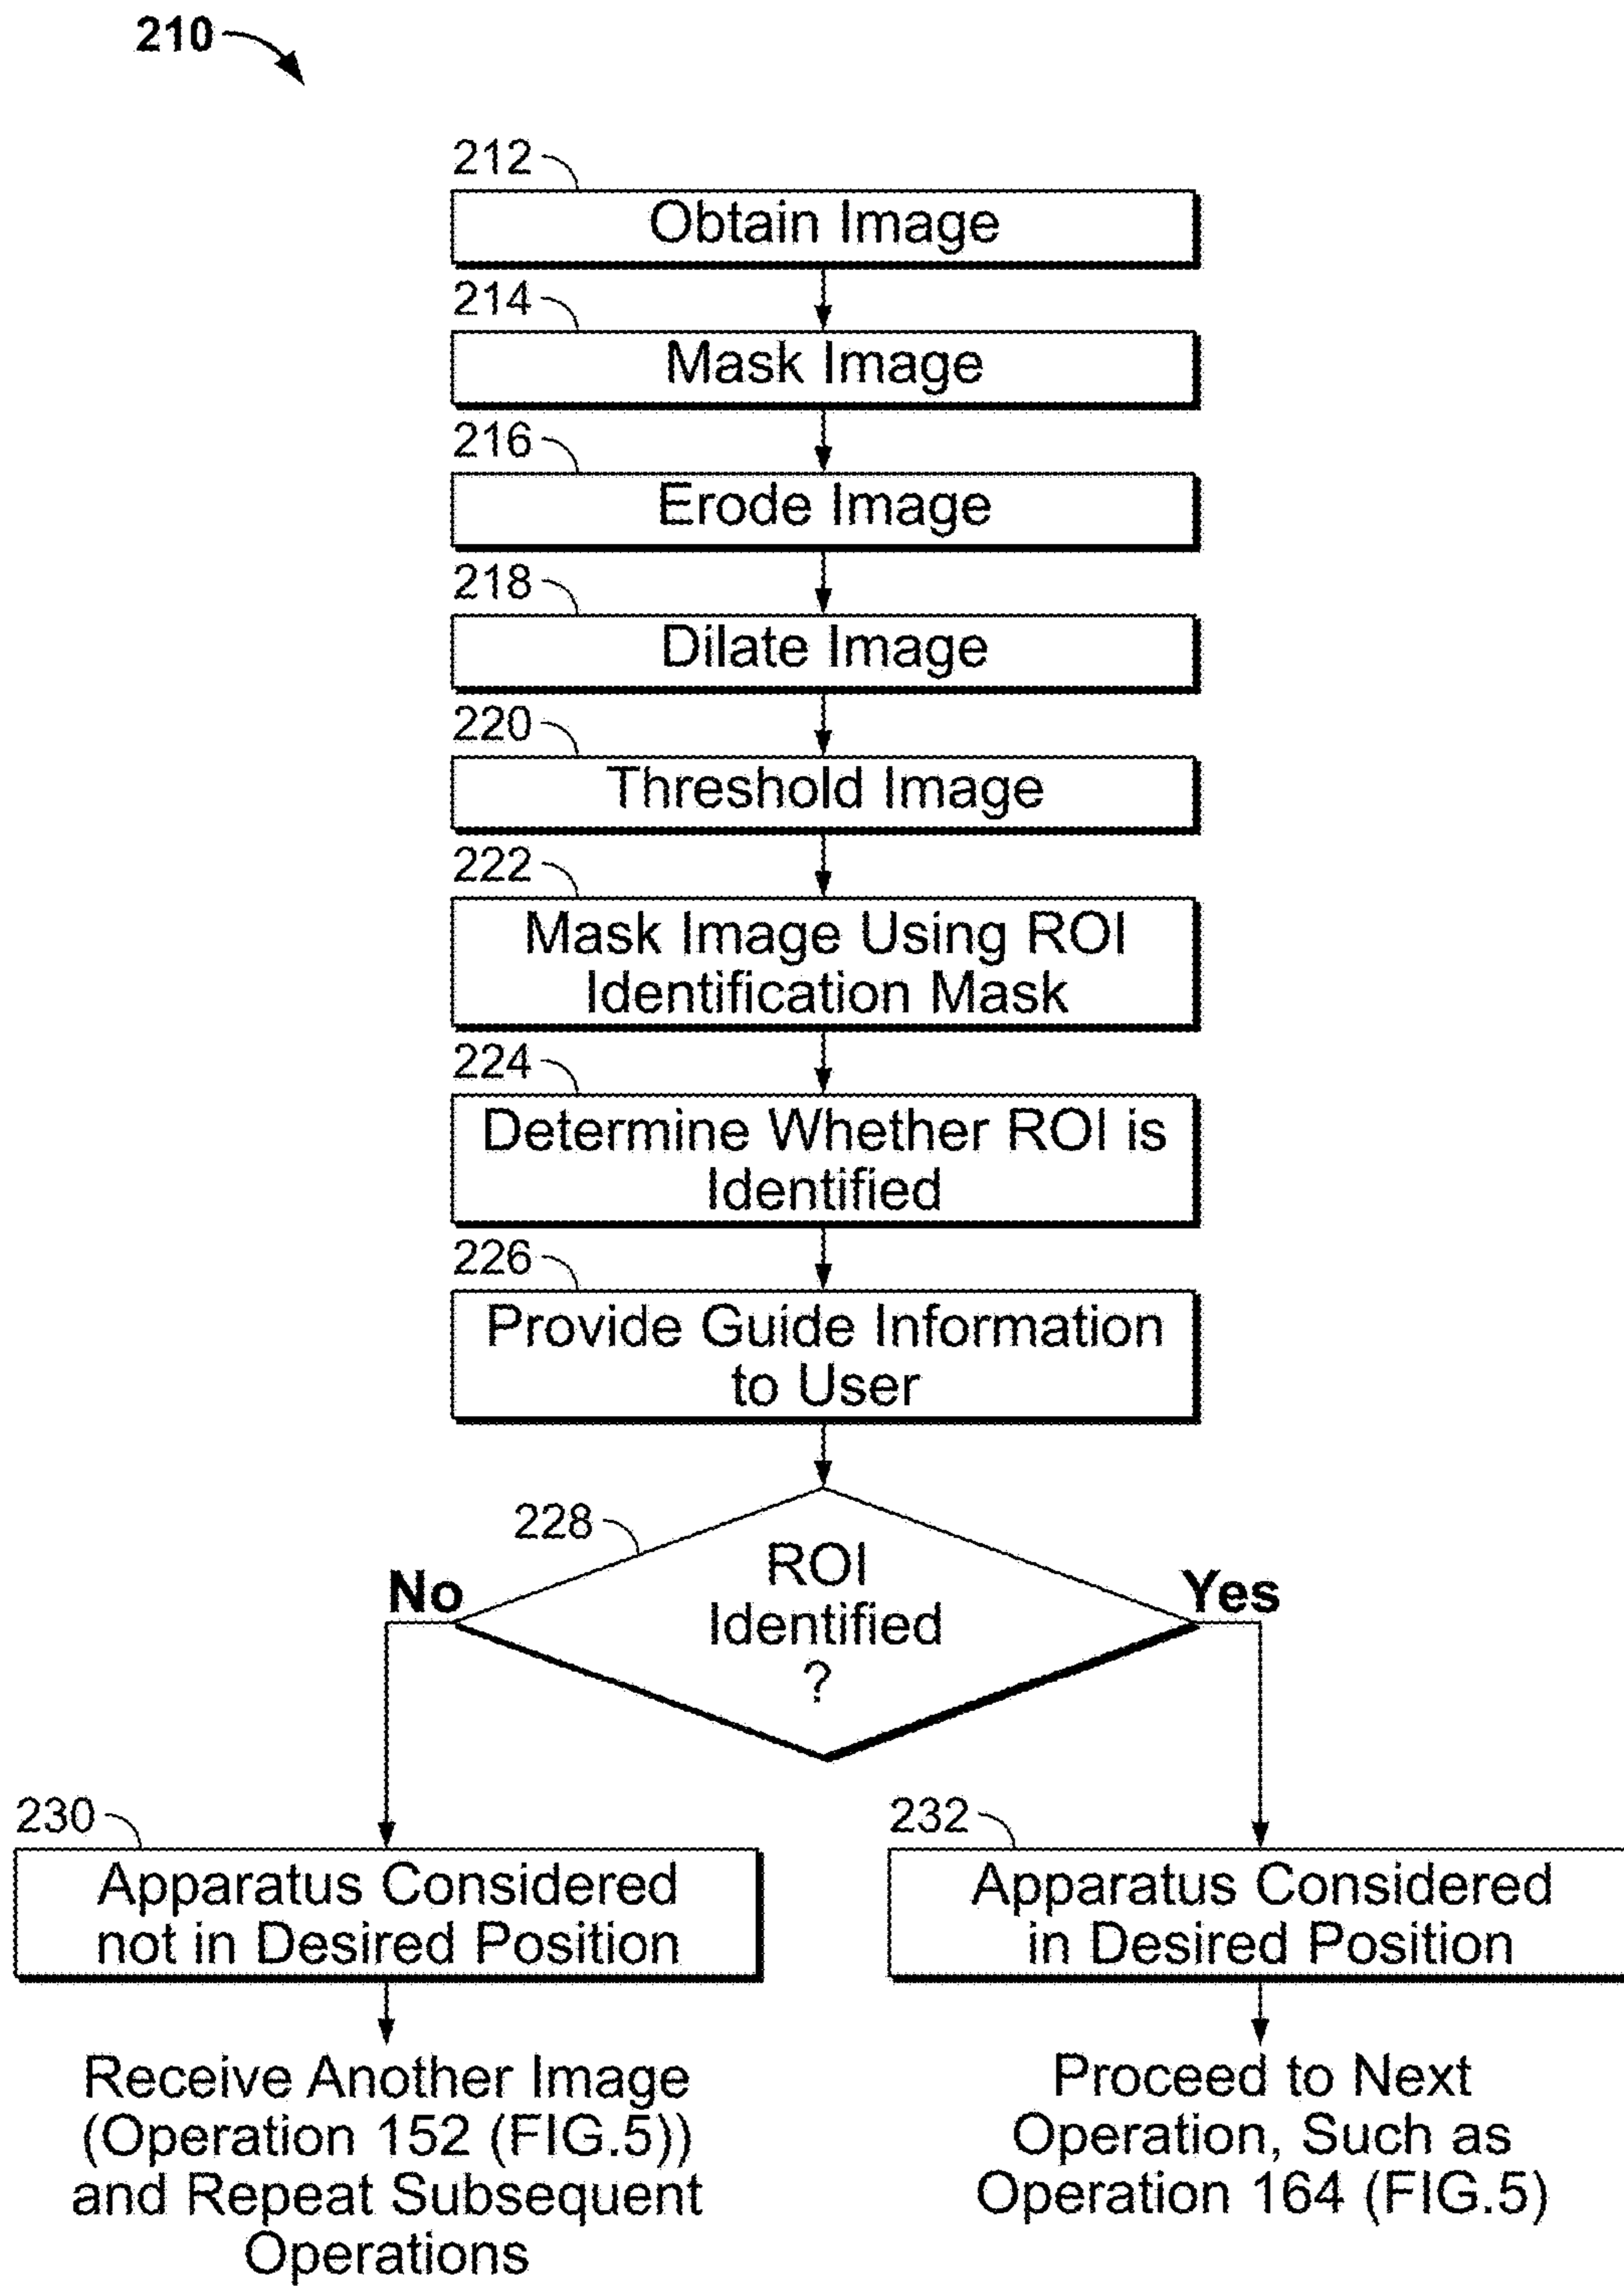 210
212
Obtain Image
214
Mask Image
216
Erode Image
218
Dilate Image
220
Threshold Image
222
Mask Image Using ROI
Identification Mask
224
Determine Whether ROI is
Identified
226
Provide Guide Information
to User
228
ROI
Identified
?
No
Yes
230
Apparatus Considered
not in Desired Position
232
Apparatus Considered
in Desired Position
Receive Another Image
(Operation 152 (FIG.5))
and Repeat Subsequent
Operations
Proceed to Next
Operation, Such as
Operation 164 (FIG.5)